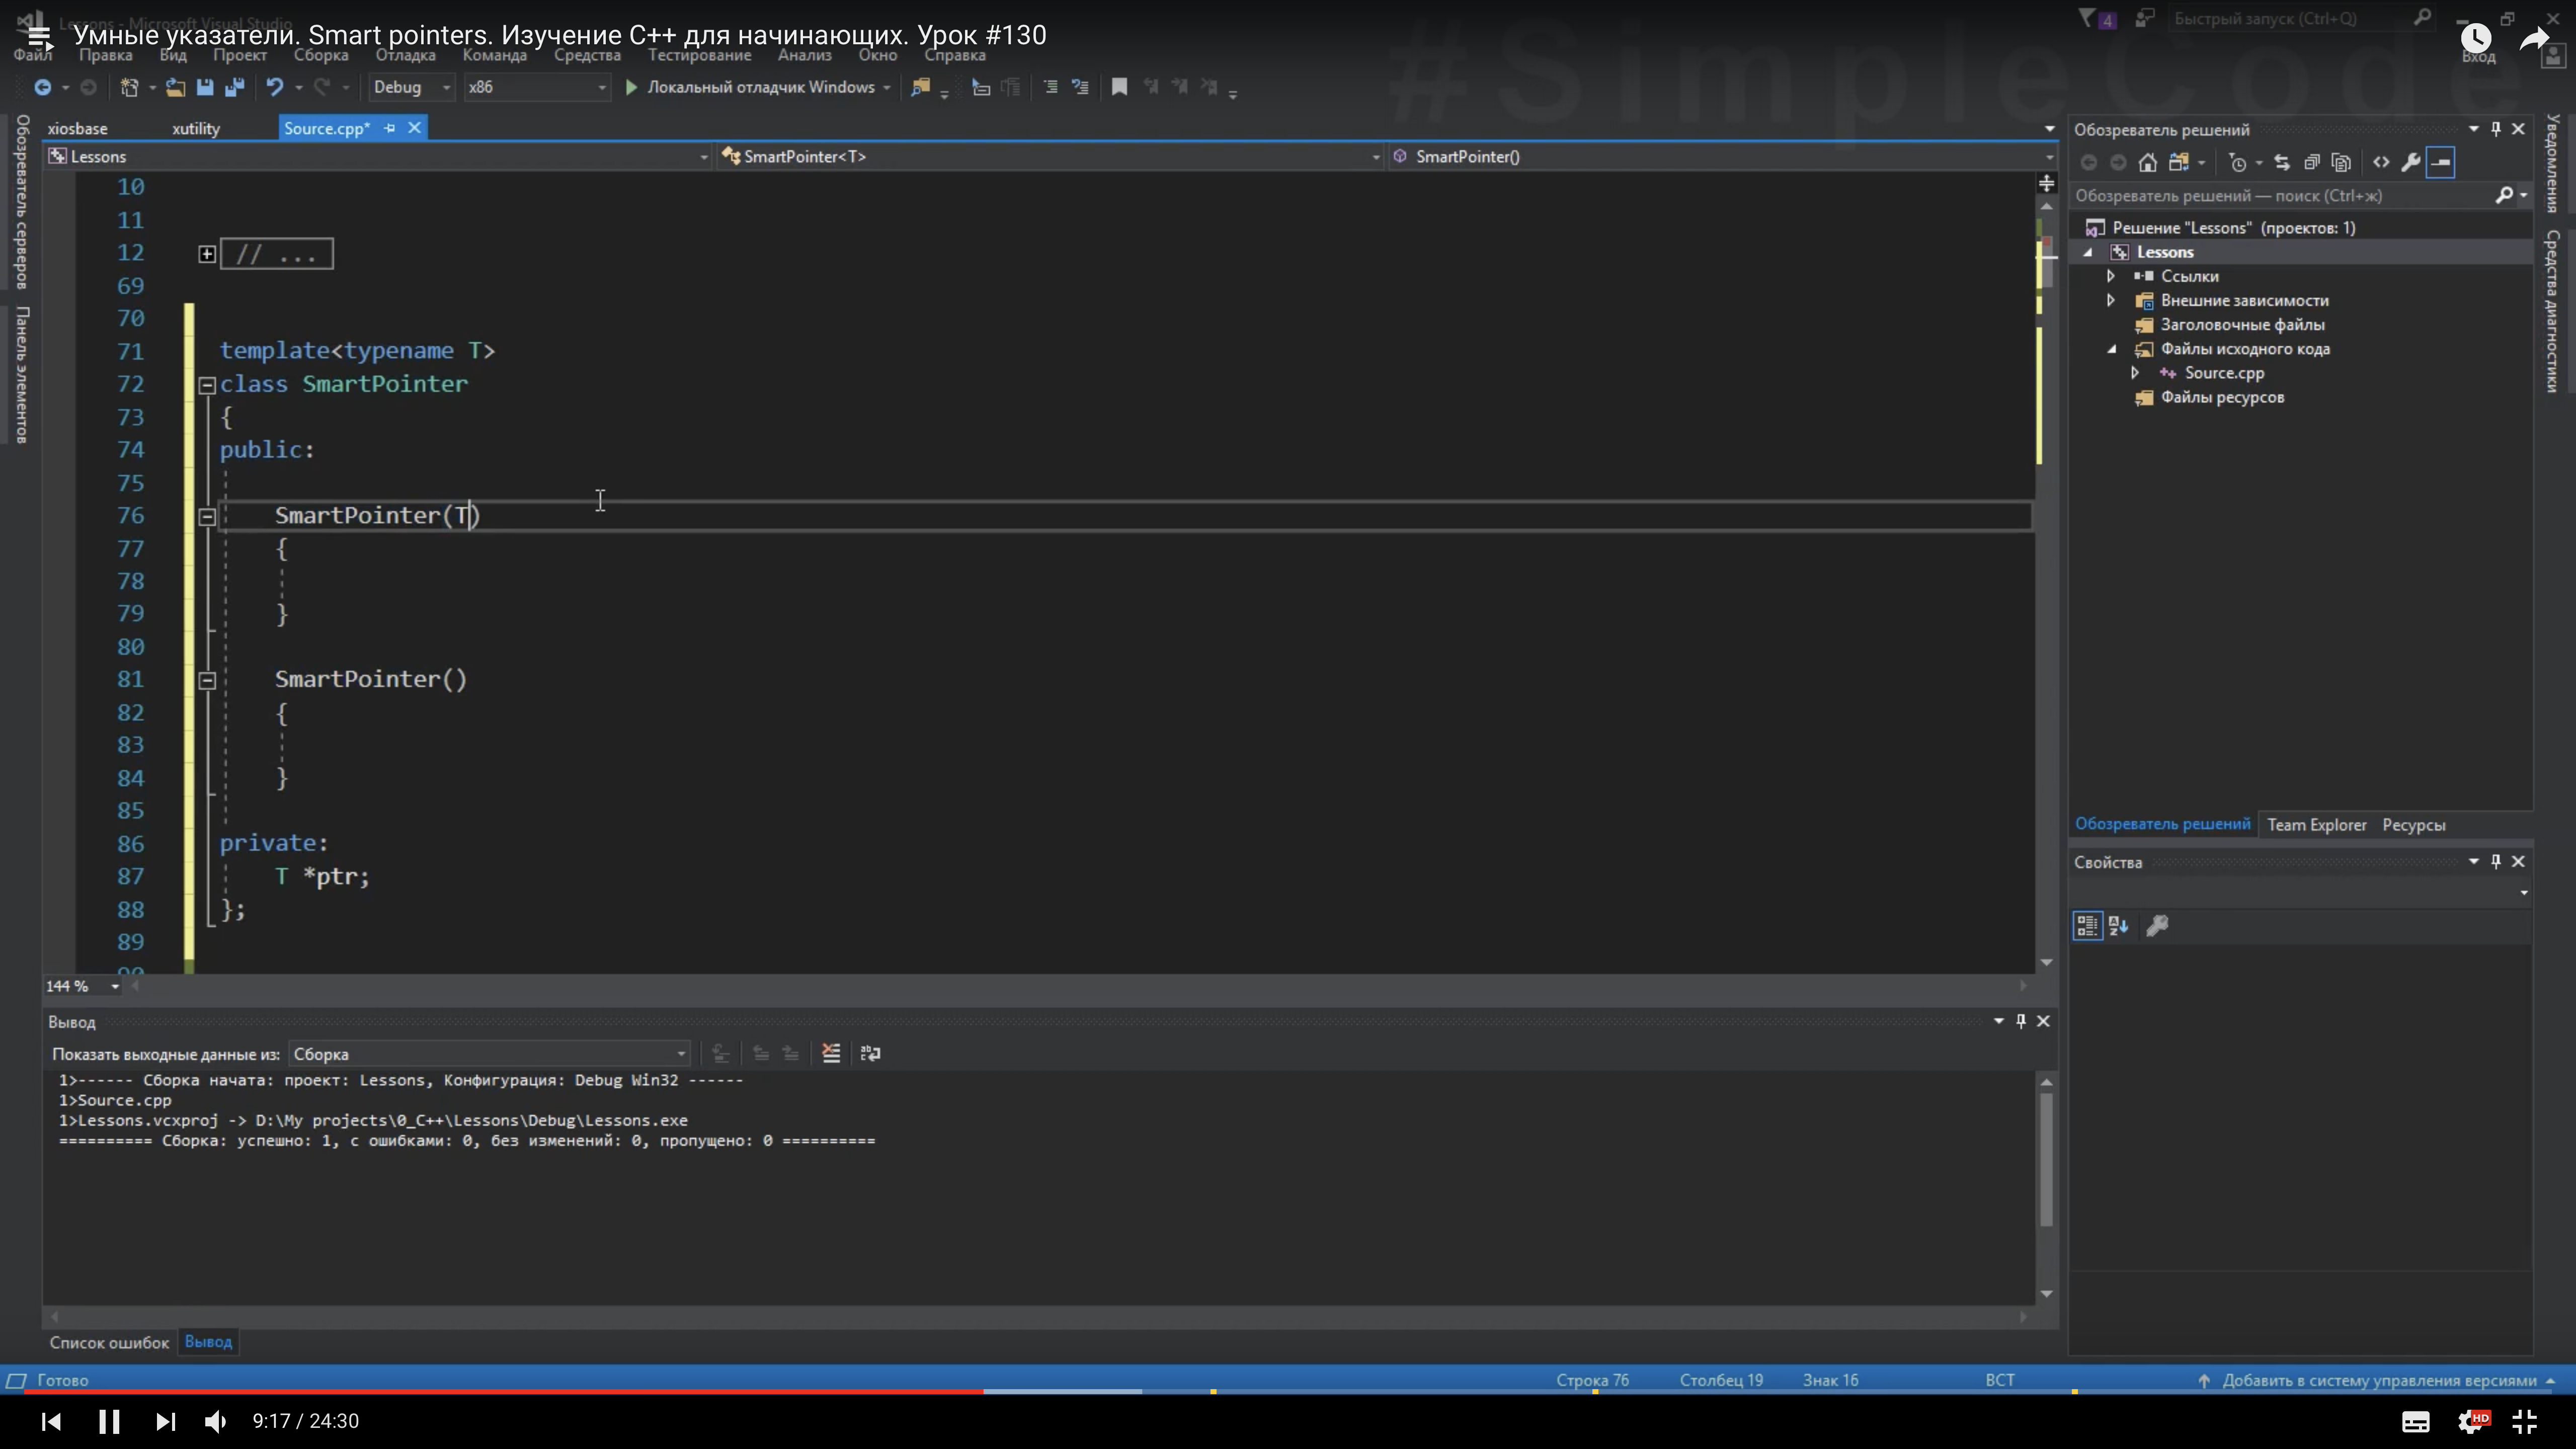 Lessons - Microsoft Visual Studio
Умные указатели. Smart pointers. Изучение C++ для начинающих. Урок #130
4
Быстрый запуск (Ctrl+Q)
#SimpleCode
Файл Правка Вид Проект Сборка Отладка Команда Средства Тестирование Анализ Окно Справка
Вход
Debug x86 Локальный отладчик Windows
Обозреватель серверов
Панель элементов
xiosbase xutility Source.cpp*
Lessons SmartPointer<T> SmartPointer()
10
11
12 // ...
69
70
71 template<typename T>
72 class SmartPointer
73 {
74 public:
75
76 SmartPointer(T)
77 {
78
79 }
80
81 SmartPointer()
82 {
83
84 }
85
86 private:
87 T *ptr;
88 };
89
90
144 %
Вывод
Показать выходные данные из: Сборка
1>------ Сборка начата: проект: Lessons, Конфигурация: Debug Win32 ------
1>Source.cpp
1>Lessons.vcxproj -> D:\My projects\0_C++\Lessons\Debug\Lessons.exe
========== Сборка: успешно: 1, с ошибками: 0, без изменений: 0, пропущено: 0 ==========
Список ошибок Вывод
Обозреватель решений
Обозреватель решений — поиск (Ctrl+ж)
Решение "Lessons" (проектов: 1)
Lessons
Ссылки
Внешние зависимости
Заголовочные файлы
Файлы исходного кода
++ Source.cpp
Файлы ресурсов
Обозреватель решений Team Explorer Ресурсы
Свойства
Уведомления
Средства диагностики
Готово Строка 76 Столбец 19 Знак 16 ВСТ Добавить в систему управления версиями
9:17 / 24:30
HD